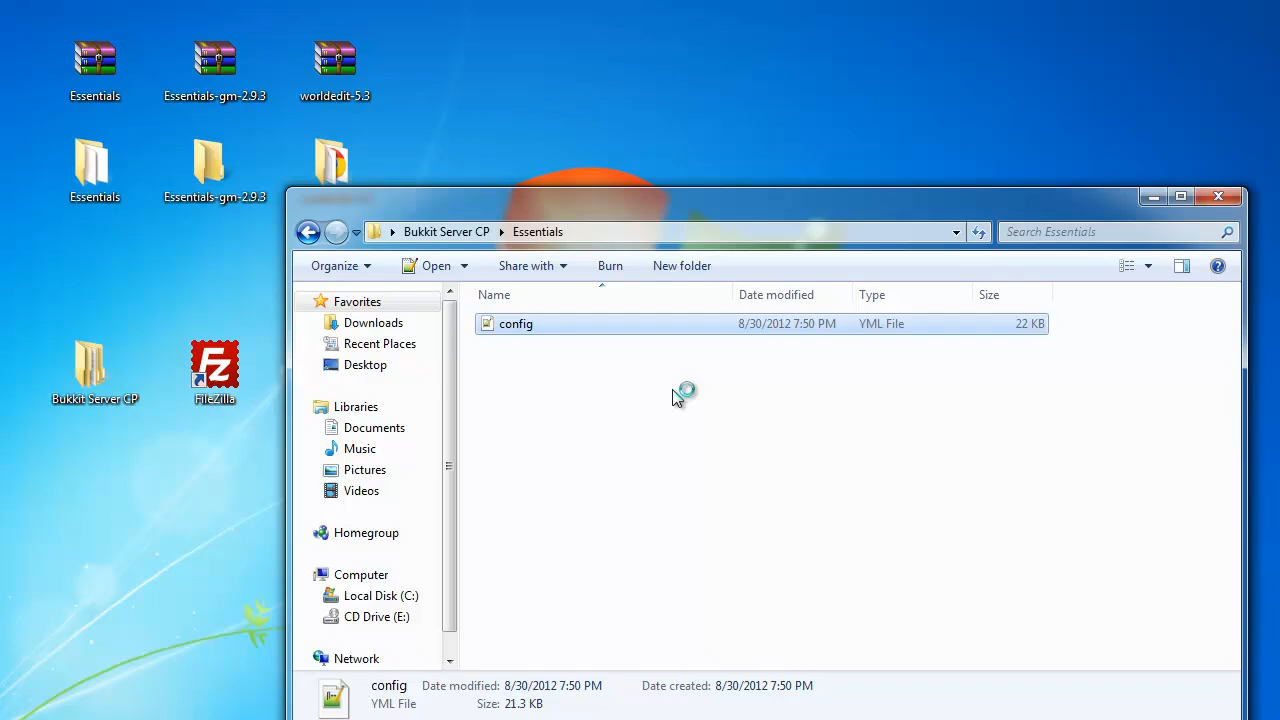 Essentials
Essentials-gm-2.9.3
worldedit-5.3
Essentials
Essentials-gm-2.9.3
Bukkit Server CP
FileZilla
Bukkit Server CP
Essentials
Search Essentials
Organize
Open
Share with
Burn
New folder
Name
Date modified
Type
Size
config
8/30/2012 7:50 PM
YML File
22 KB
Favorites
Downloads
Recent Places
Desktop
Libraries
Documents
Music
Pictures
Videos
Homegroup
Computer
Local Disk (C:)
CD Drive (E:)
Network
config
Date modified: 8/30/2012 7:50 PM
Date created: 8/30/2012 7:50 PM
YML File
Size: 21.3 KB